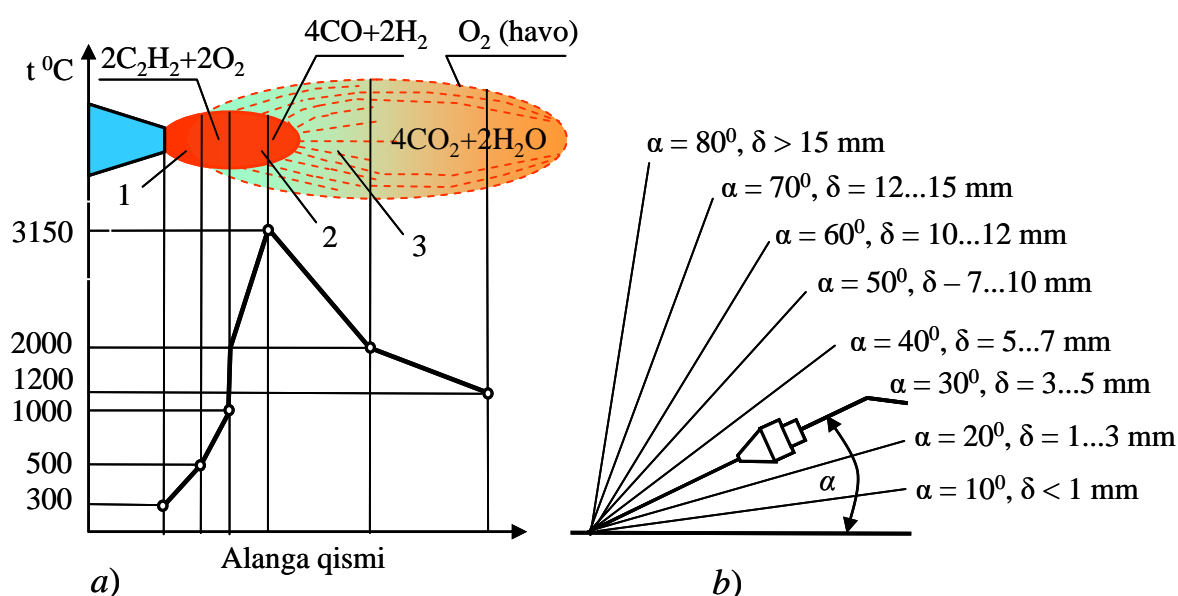 t ⁰C
2C₂H₂+2O₂
4CO+2H₂
O₂ (havo)
4CO₂+2H₂O
1
2
3
3150
2000
1200
1000
500
300
Alanga qismi
a)
α = 80⁰, δ > 15 mm
α = 70⁰, δ = 12...15 mm
α = 60⁰, δ = 10...12 mm
α = 50⁰, δ – 7...10 mm
α = 40⁰, δ = 5...7 mm
α = 30⁰, δ = 3...5 mm
α = 20⁰, δ = 1...3 mm
α = 10⁰, δ < 1 mm
α
b)